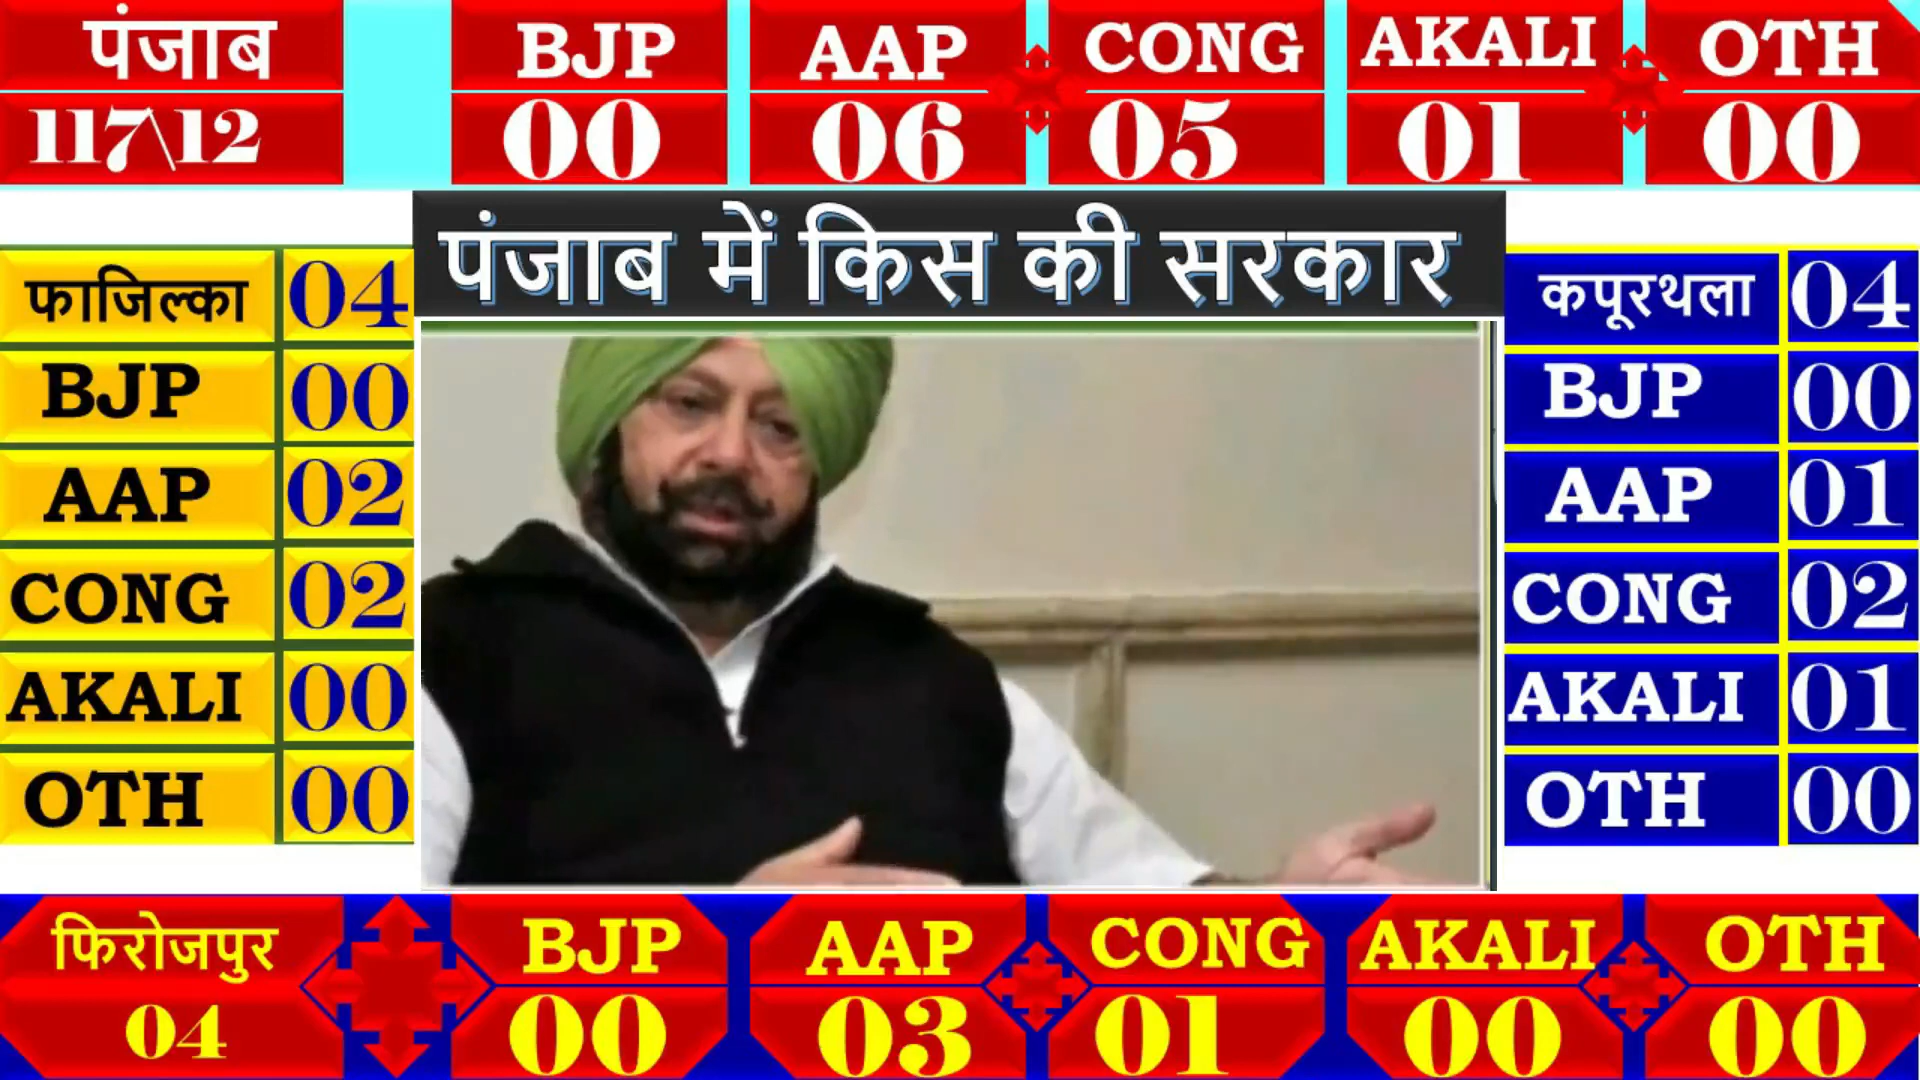 पंजाब BJP AAP CONG AKALI OTH
117\12 00 06 05 01 00
पंजाब में किस की सरकार
फाजिल्का 04
BJP 00
AAP 02
CONG 02
AKALI 00
OTH 00
कपूरथला 04
BJP 00
AAP 01
CONG 02
AKALI 01
OTH 00
फिरोजपुर BJP AAP CONG AKALI OTH
04 00 03 01 00 00